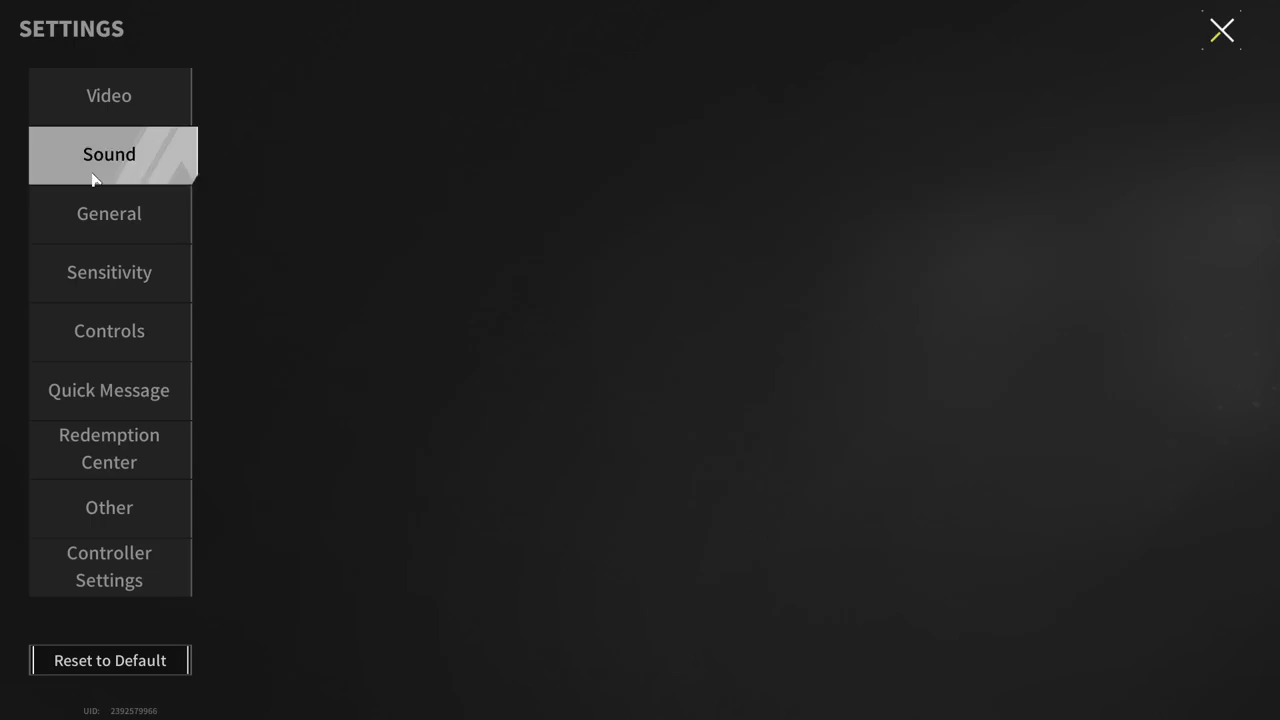 SETTINGS
Video
Sound
General
Sensitivity
Controls
Quick Message
Redemption
Center
Other
Controller
Settings
Reset to Default
UID: 2392579966